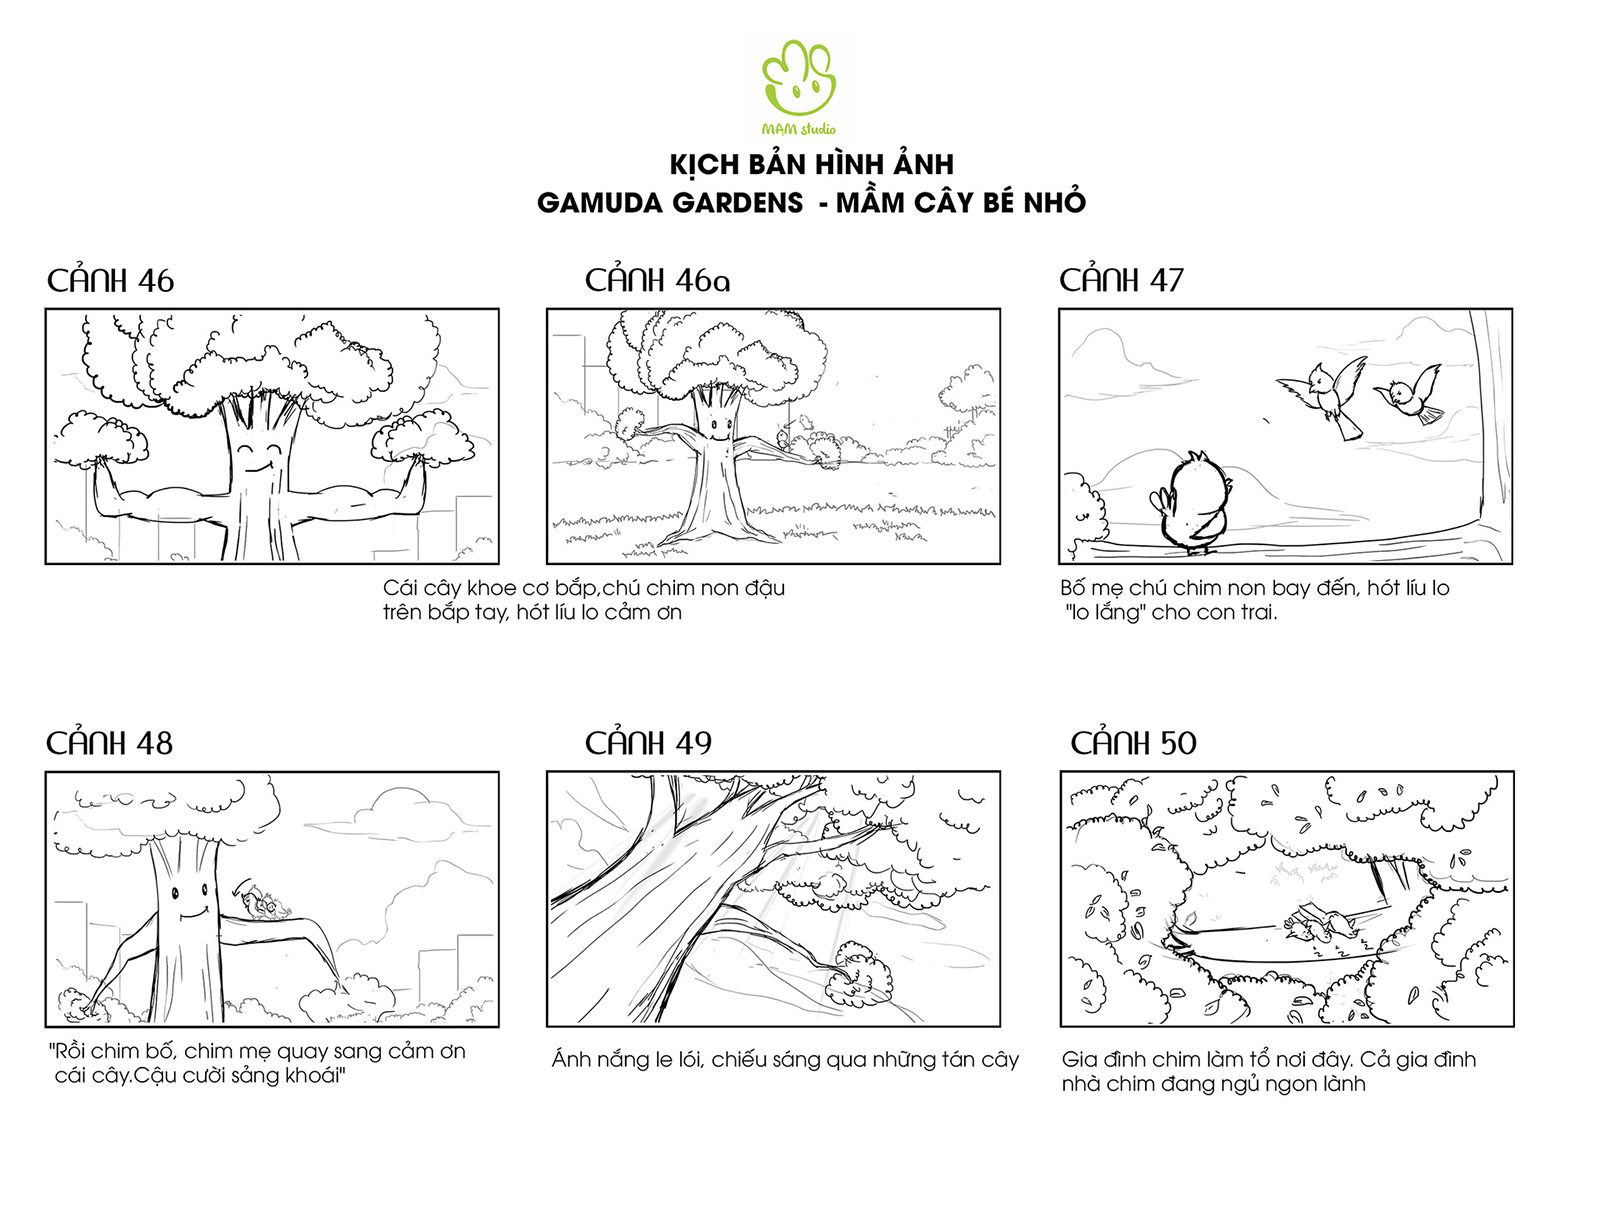 MAM studio
KỊCH BẢN HÌNH ẢNH
GAMUDA GARDENS - MẦM CÂY BÉ NHỎ
CẢNH 46
CẢNH 46a
CẢNH 47
Cái cây khoe cơ bắp,chú chim non đậu
trên bắp tay, hót líu lo cảm ơn
Bố mẹ chú chim non bay đến, hót líu lo
"lo lắng" cho con trai.
CẢNH 48
CẢNH 49
CẢNH 50
"Rồi chim bố, chim mẹ quay sang cảm ơn
cái cây.Cậu cười sảng khoái"
Ánh nắng le lói, chiếu sáng qua những tán cây
Gia đình chim làm tổ nơi đây. Cả gia đình
nhà chim đang ngủ ngon lành